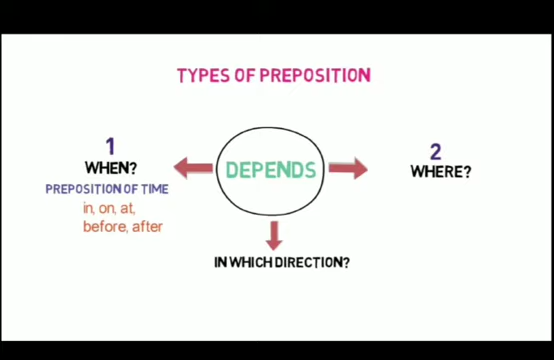 TYPES OF PREPOSITION
1
WHEN?
PREPOSITION OF TIME
in, on, at,
before, after
DEPENDS
2
WHERE?
IN WHICH DIRECTION?